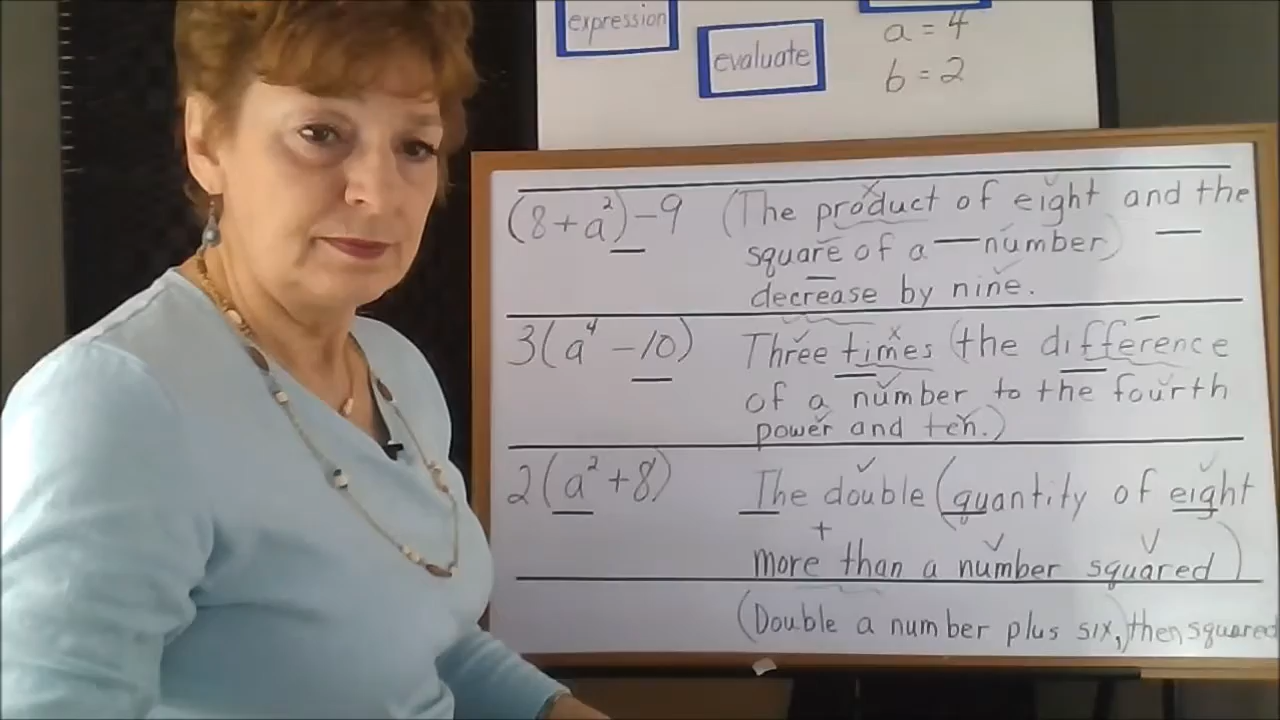 expression
evaluate
a = 4
b = 2
(8 + a²) - 9 (The product of eight and the
square of a number)
decrease by nine.
3(a⁴ - 10) Three times (the difference
of a number to the fourth
power and ten.)
2(a² + 8) The double (quantity of eight
more than a number squared)
(Double a number plus six, then squared